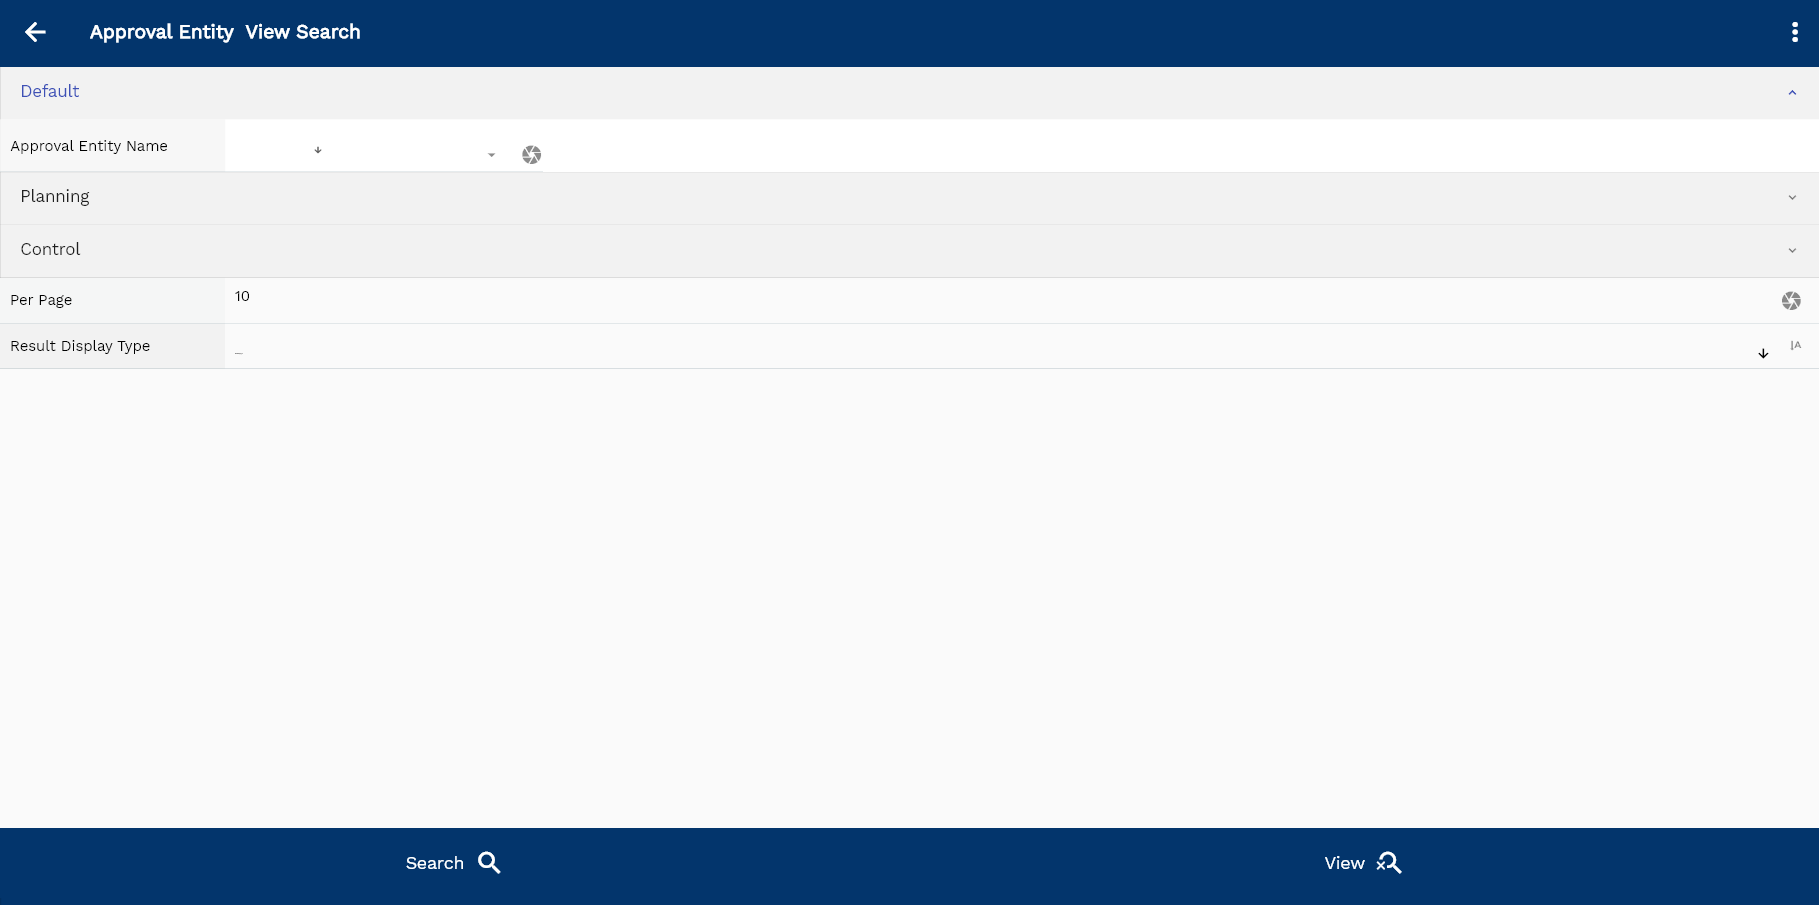 Approval Entity  View Search
Default
Approval Entity Name
Planning
Control
Per Page
10
Result Display Type
_
Search
View